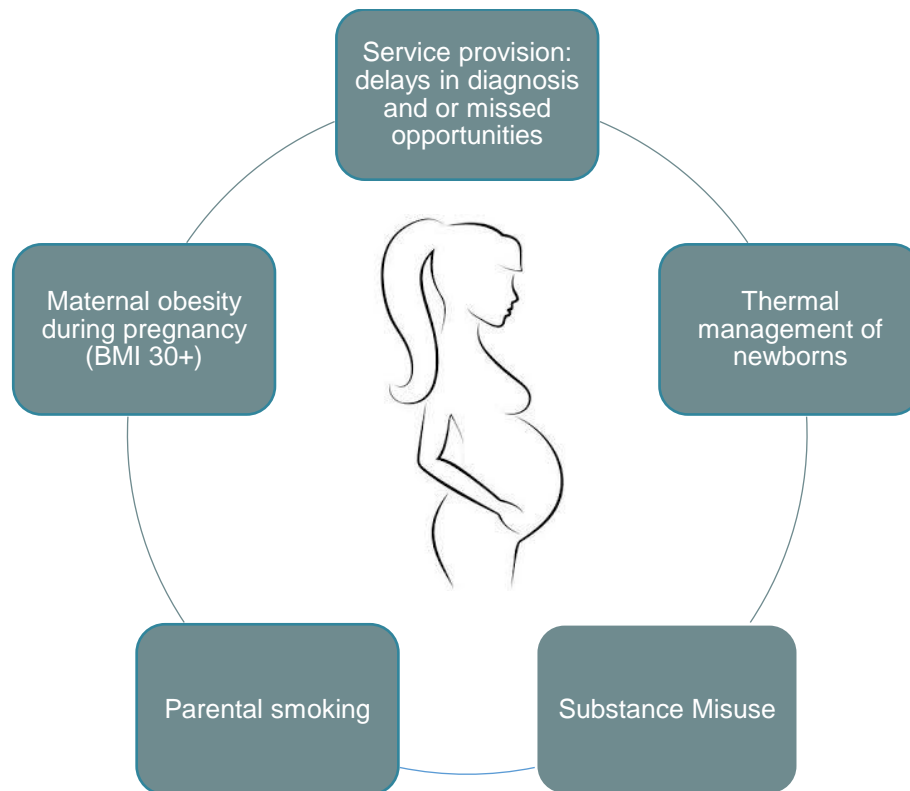 Service provision:
delays in diagnosis
and or missed
opportunities
Maternal obesity
during pregnancy
(BMI 30+)
Thermal
management of
newborns
Parental smoking
Substance Misuse